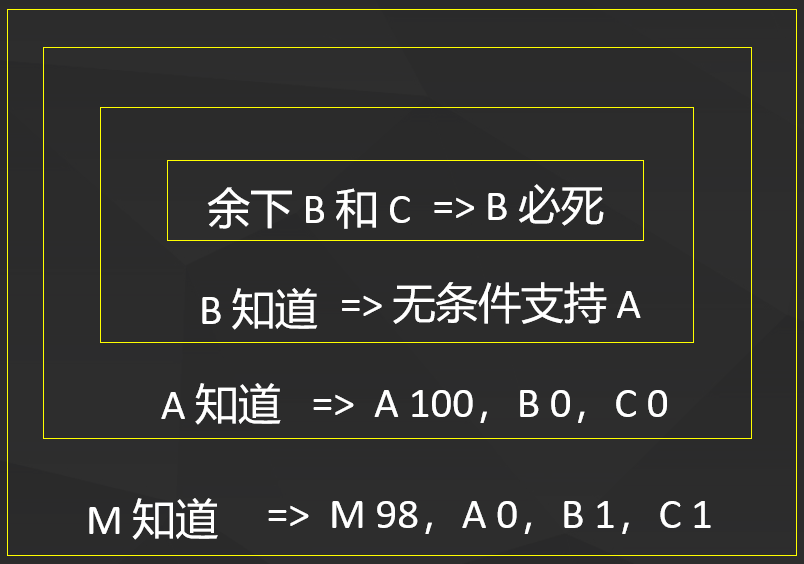 余下 B 和 C => B 必死
B 知道 => 无条件支持 A
A 知道 => A 100， B 0， C 0
M 知道 => M 98， A 0， B 1， C 1